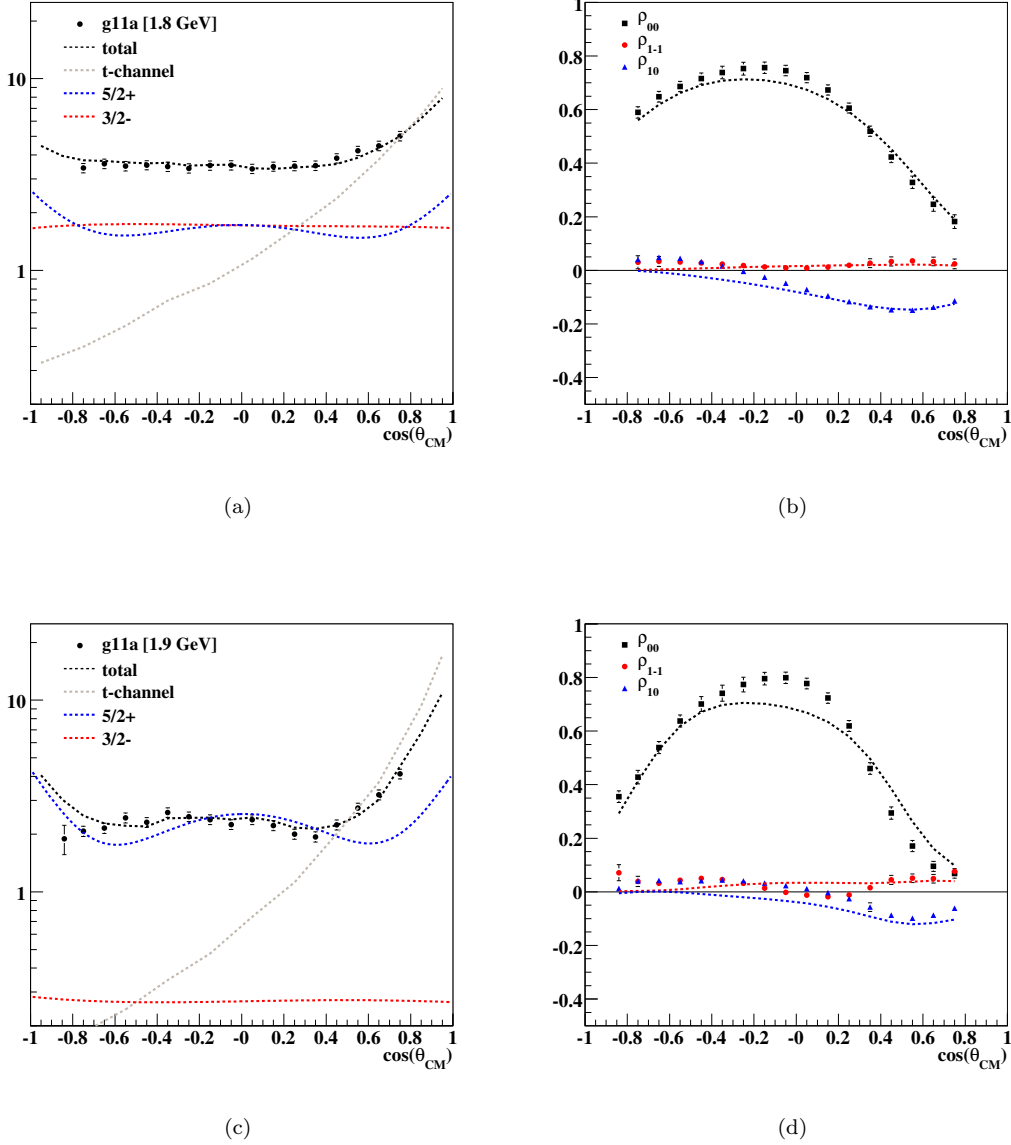 g11a [1.8 GeV]
total
t-channel
5/2+
3/2-
10
1
-1 -0.8 -0.6 -0.4 -0.2 -0 0.2 0.4 0.6 0.8 1
cos(θCM)
(a)
1
0.8
0.6
0.4
0.2
0
-0.2
-0.4
ρ00
ρ1-1
ρ10
-1 -0.8 -0.6 -0.4 -0.2 -0 0.2 0.4 0.6 0.8 1
cos(θCM)
(b)
g11a [1.9 GeV]
total
t-channel
5/2+
3/2-
10
1
-1 -0.8 -0.6 -0.4 -0.2 -0 0.2 0.4 0.6 0.8 1
cos(θCM)
(c)
1
0.8
0.6
0.4
0.2
0
-0.2
-0.4
ρ00
ρ1-1
ρ10
-1 -0.8 -0.6 -0.4 -0.2 -0 0.2 0.4 0.6 0.8 1
cos(θCM)
(d)